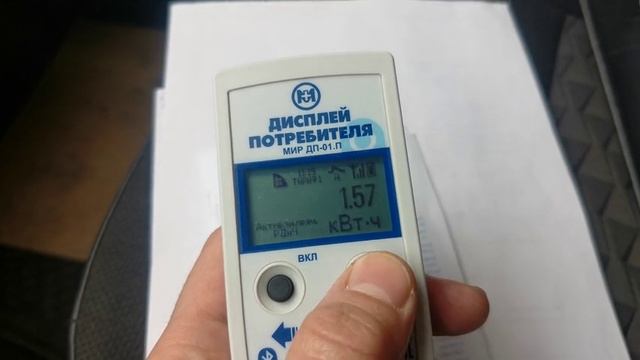 ДИСПЛЕЙ
ПОТРЕБИТЕЛЯ
МИР ДП-01.П
1.57
кВт·ч
ВКЛ